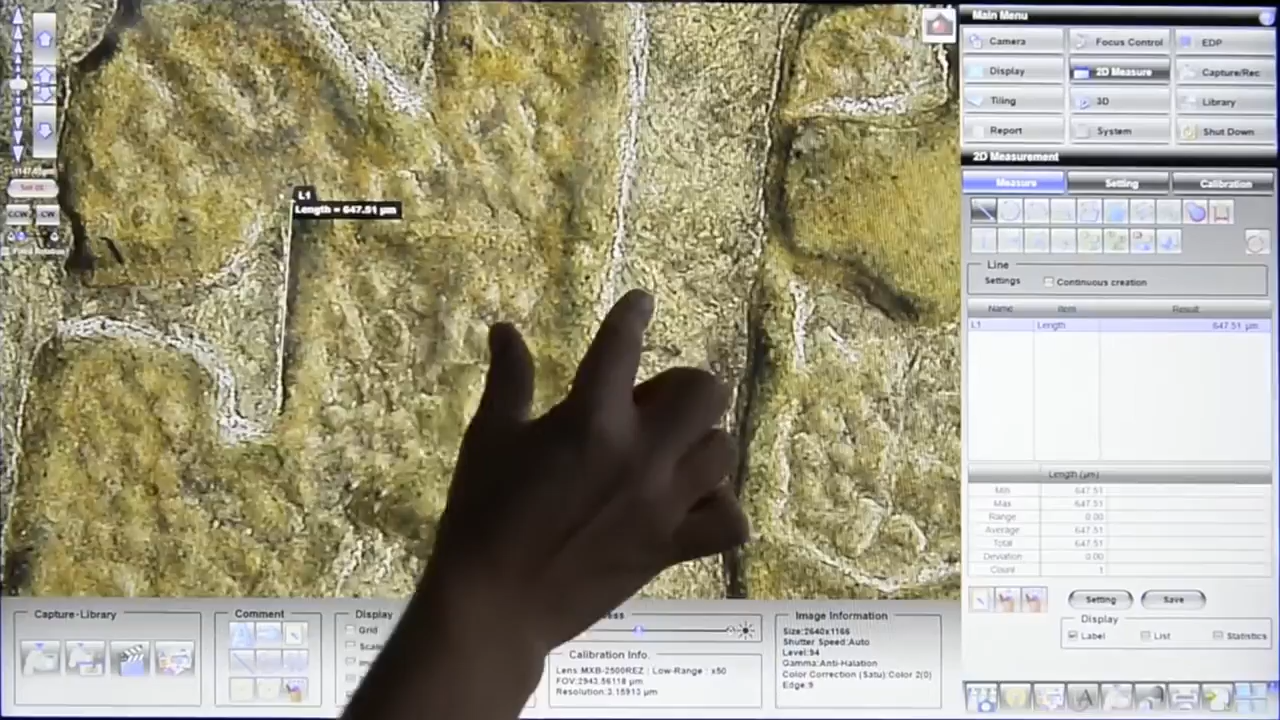 Main Menu
Camera
Focus Control
EDP
Display
2D Measure
Capture/Rec
Tiling
3D
Library
Report
System
Shut Down
2D Measurement
Measure
Setting
Calibration
Line
Settings
Continuous creation
Name
Item
Result
L1
Length
647.51 µm
Length (µm)
Min 647.51
Max 647.51
Range 0.00
Average 647.51
Total 647.51
Deviation 0.00
Count 1
Setting
Save
Display
Label
List
Statistics
CCW
CW
L1
Length = 647.51 µm
Capture-Library
Comment
Display
Grid
Calibration Info.
Lens:MXB-2500REZ : Low-Range : x50
FOV:2943.56118 µm
Resolution:3.15913 µm
Image Information
Size:2640x1166
Shutter Speed:Auto
Level:94
Gamma:Anti-Halation
Color Correction (Satu):Color 2(0)
Edge:9